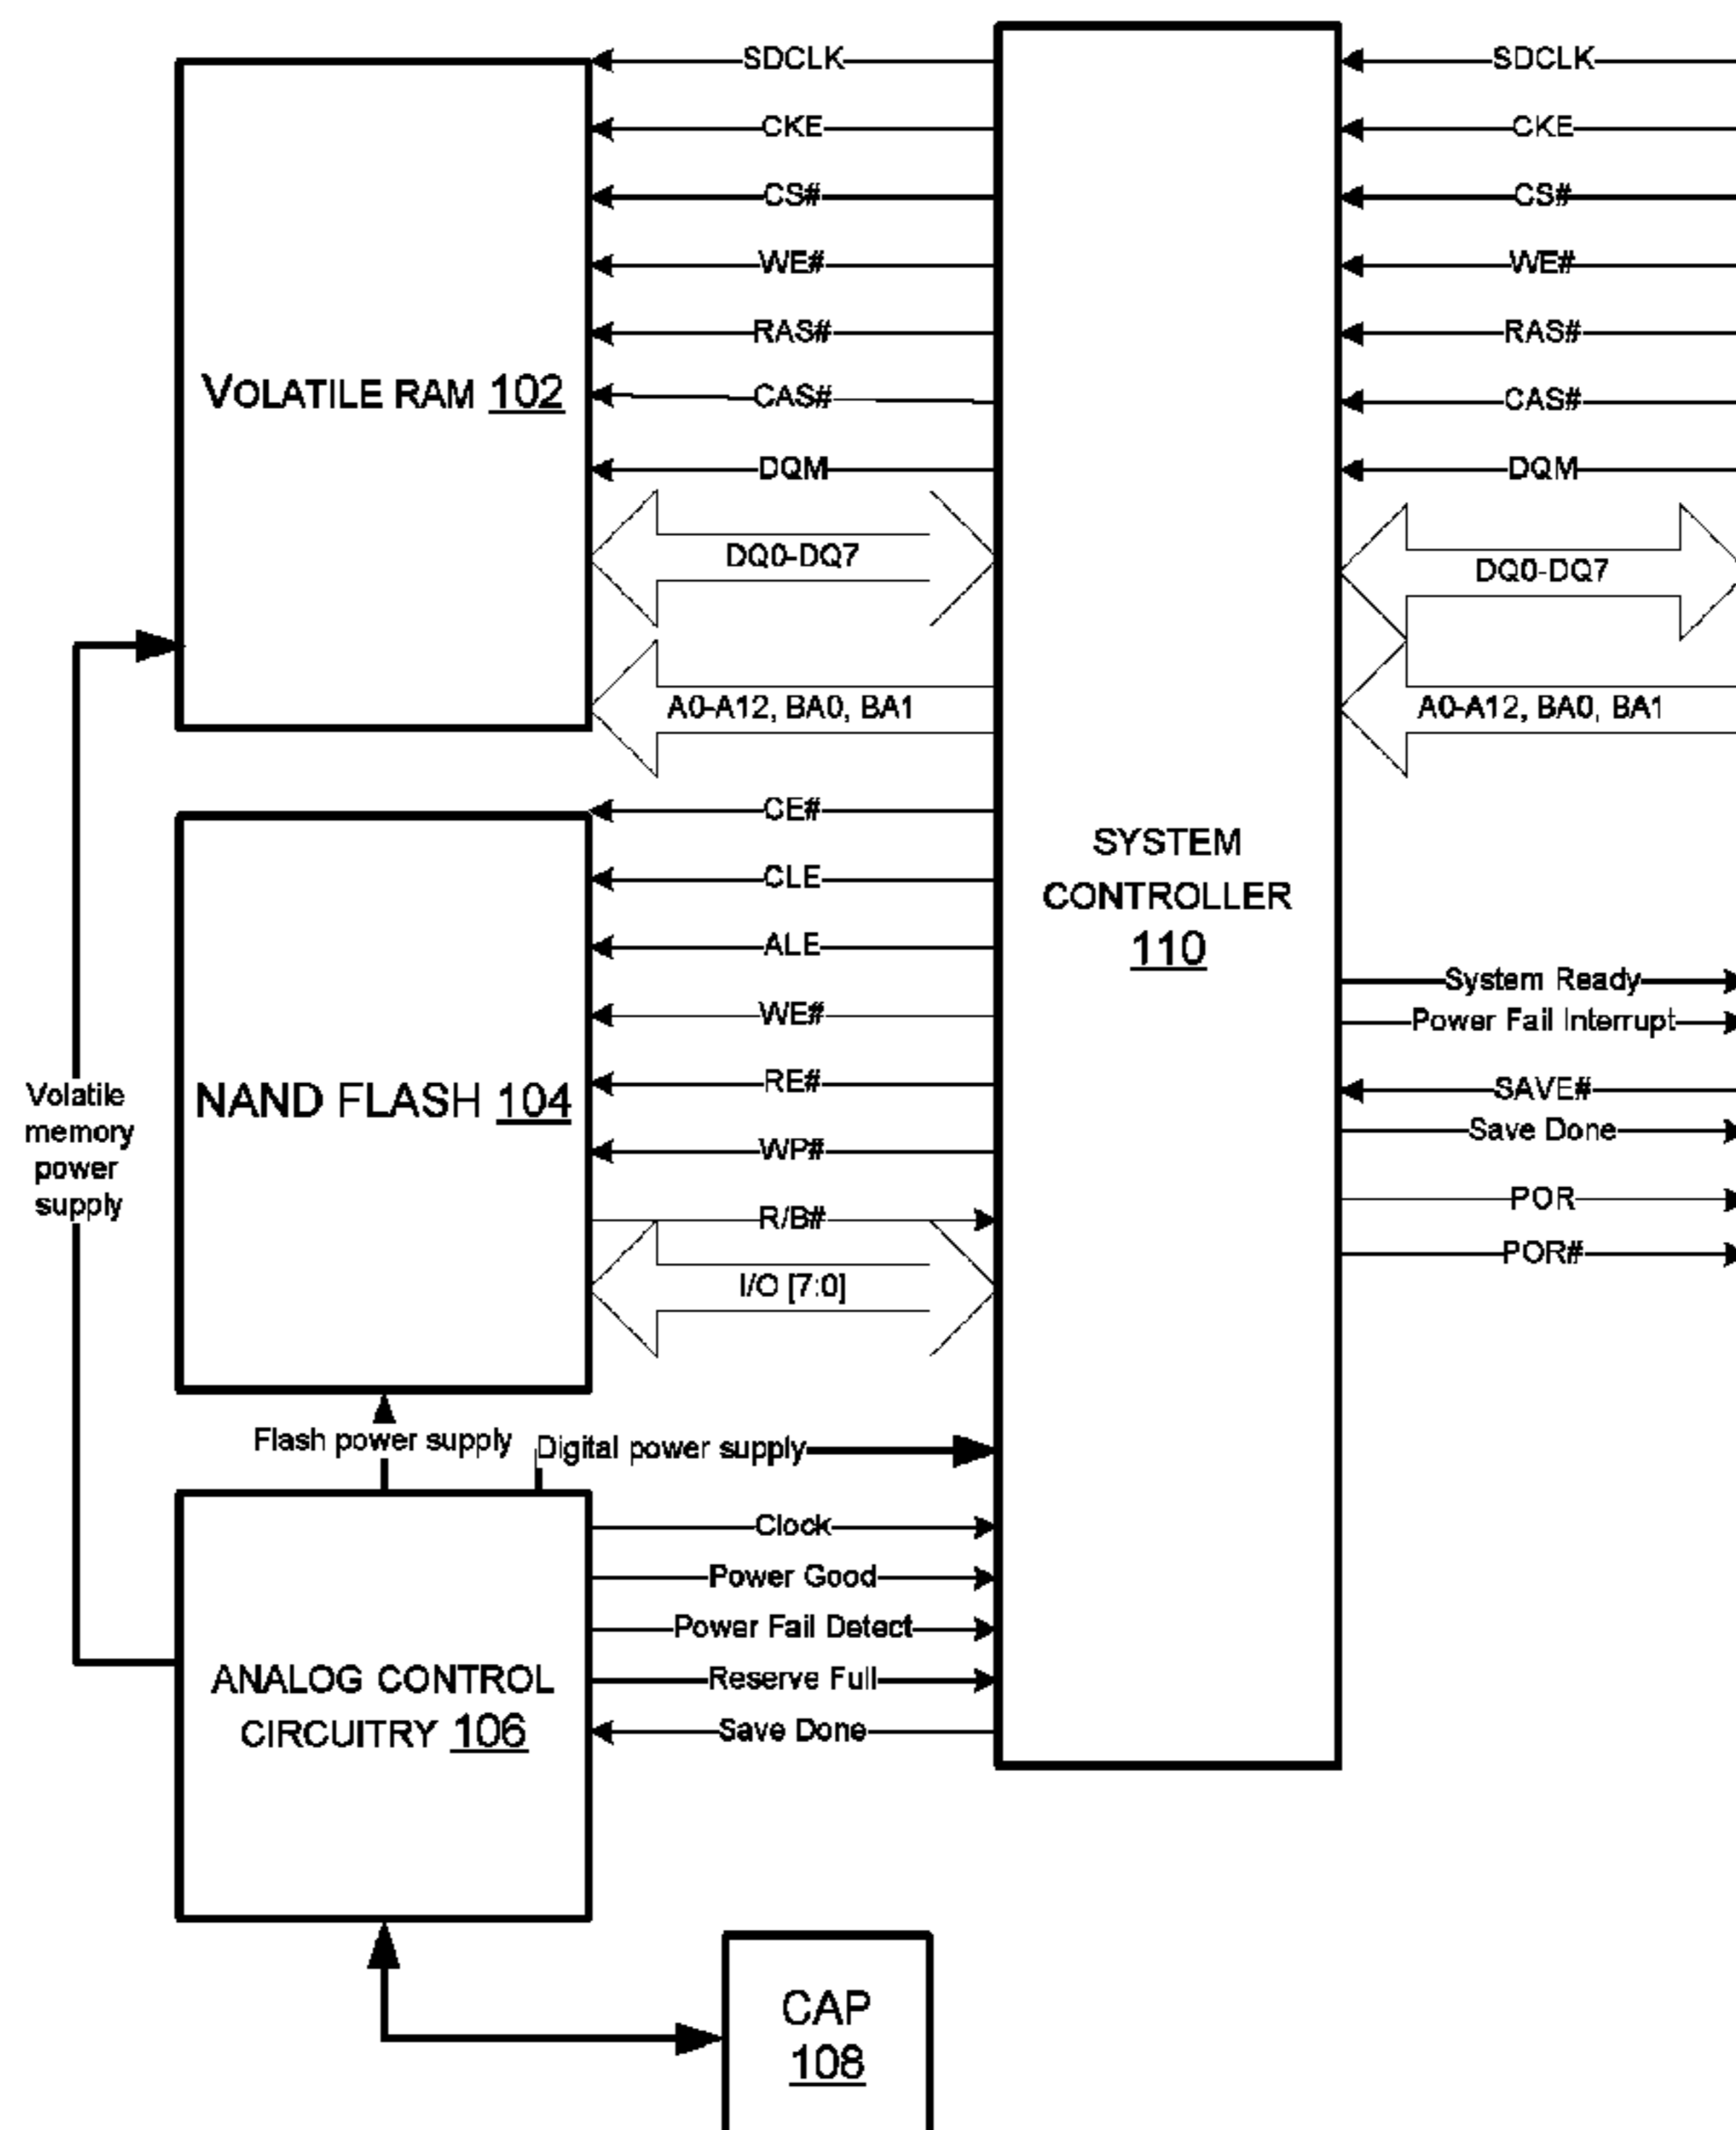 SDCLK
SDCLK
CKE
CKE
CS#
CS#
WE#
WE#
RAS#
RAS#
VOLATILE RAM 102
CAS#
CAS#
DQM
DQM
DQ0-DQ7
DQ0-DQ7
A0-A12, BA0, BA1
A0-A12, BA0, BA1
CE#
CLE
ALE
WE#
RE#
WP#
R/B#
I/O [7:0]
SYSTEM
CONTROLLER
110
System Ready
Power Fail Interrupt
SAVE#
Save Done
POR
POR#
NAND FLASH 104
Volatile
memory
power
supply
Flash power supply
Digital power supply
Clock
Power Good
Power Fail Detect
Reserve Full
Save Done
ANALOG CONTROL
CIRCUITRY 106
CAP
108